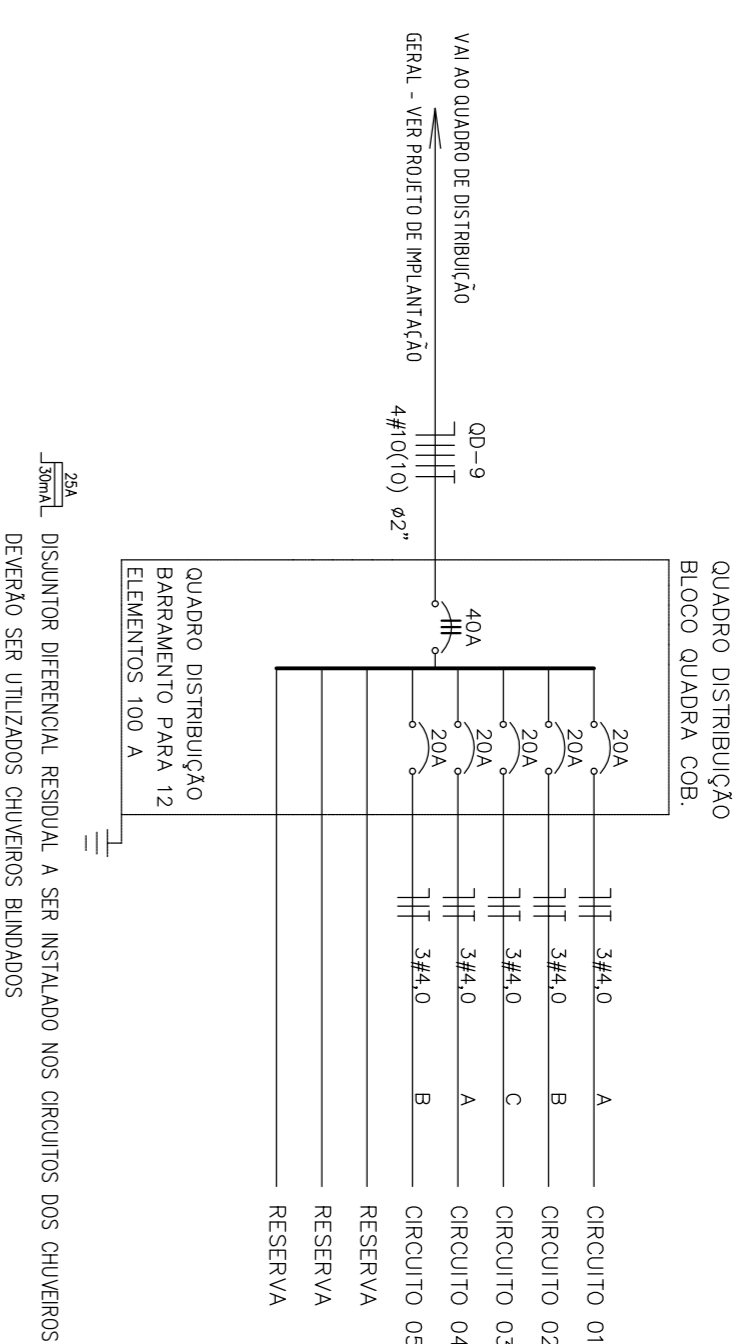 QUADRO DISTRIBUIÇÃO
BLOCO QUADRA COB.
VAI AO QUADRO DE DISTRIBUIÇÃO
GERAL - VER PROJETO DE IMPLANTAÇÃO
QD-9
4#10(10) ø2"
40A
20A
3#4,0
A
CIRCUITO 01
20A
3#4,0
B
CIRCUITO 02
20A
3#4,0
C
CIRCUITO 03
20A
3#4,0
A
CIRCUITO 04
20A
3#4,0
B
CIRCUITO 05
RESERVA
RESERVA
RESERVA
QUADRO DISTRIBUIÇÃO
BARRAMENTO PARA 12
ELEMENTOS 100 A
25A
30mA
DISJUNTOR DIFERENCIAL RESIDUAL A SER INSTALADO NOS CIRCUITOS DOS CHUVEIROS
DEVERÃO SER UTILIZADOS CHUVEIROS BLINDADOS